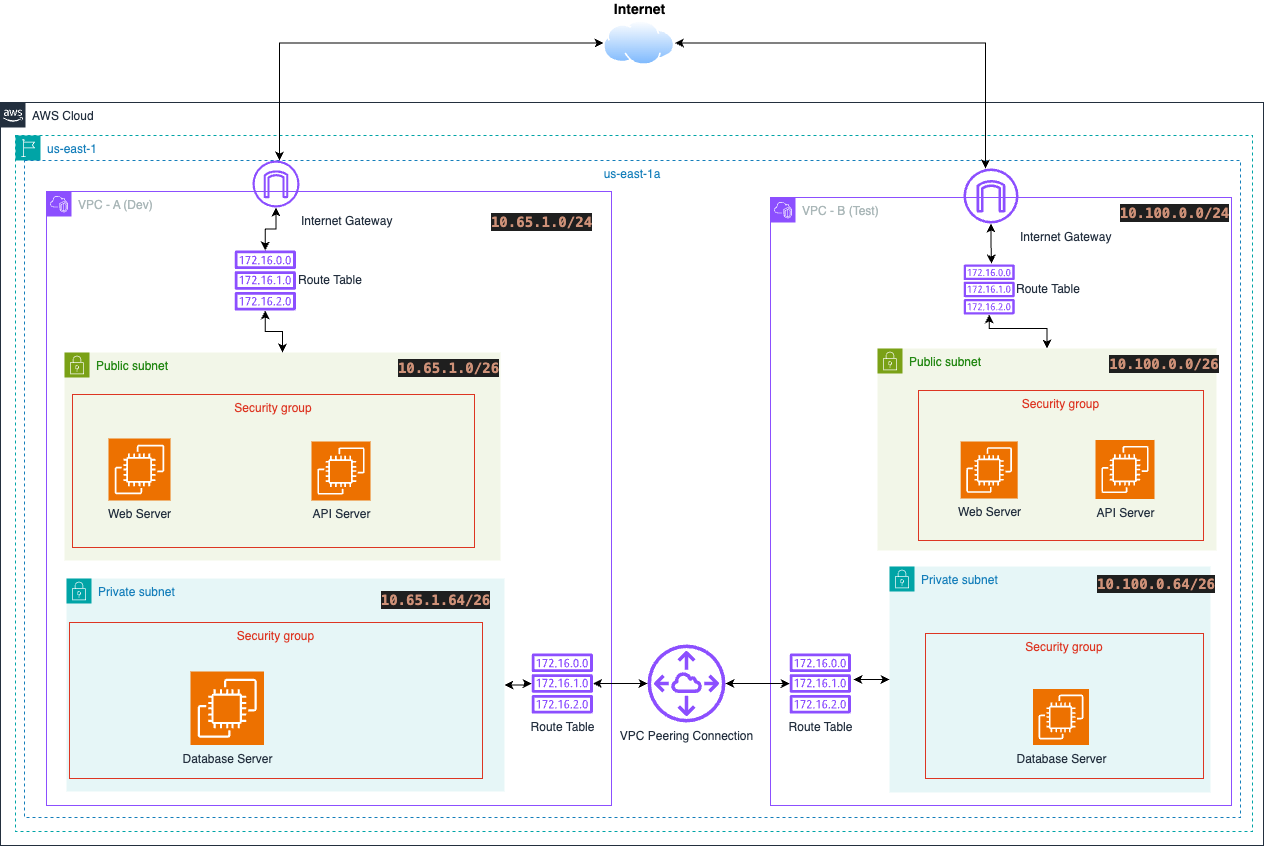 Internet
aws
AWS Cloud
us-east-1
us-east-1a
VPC - A (Dev)
Internet Gateway
10.65.1.0/24
172.16.0.0
172.16.1.0
172.16.2.0
Route Table
Public subnet
10.65.1.0/26
Security group
Web Server
API Server
Private subnet
10.65.1.64/26
Security group
Database Server
172.16.0.0
172.16.1.0
172.16.2.0
Route Table
VPC Peering Connection
VPC - B (Test)
10.100.0.0/24
Internet Gateway
172.16.0.0
172.16.1.0
172.16.2.0
Route Table
Public subnet
10.100.0.0/26
Security group
Web Server
API Server
Private subnet
10.100.0.64/26
Security group
Database Server
172.16.0.0
172.16.1.0
172.16.2.0
Route Table